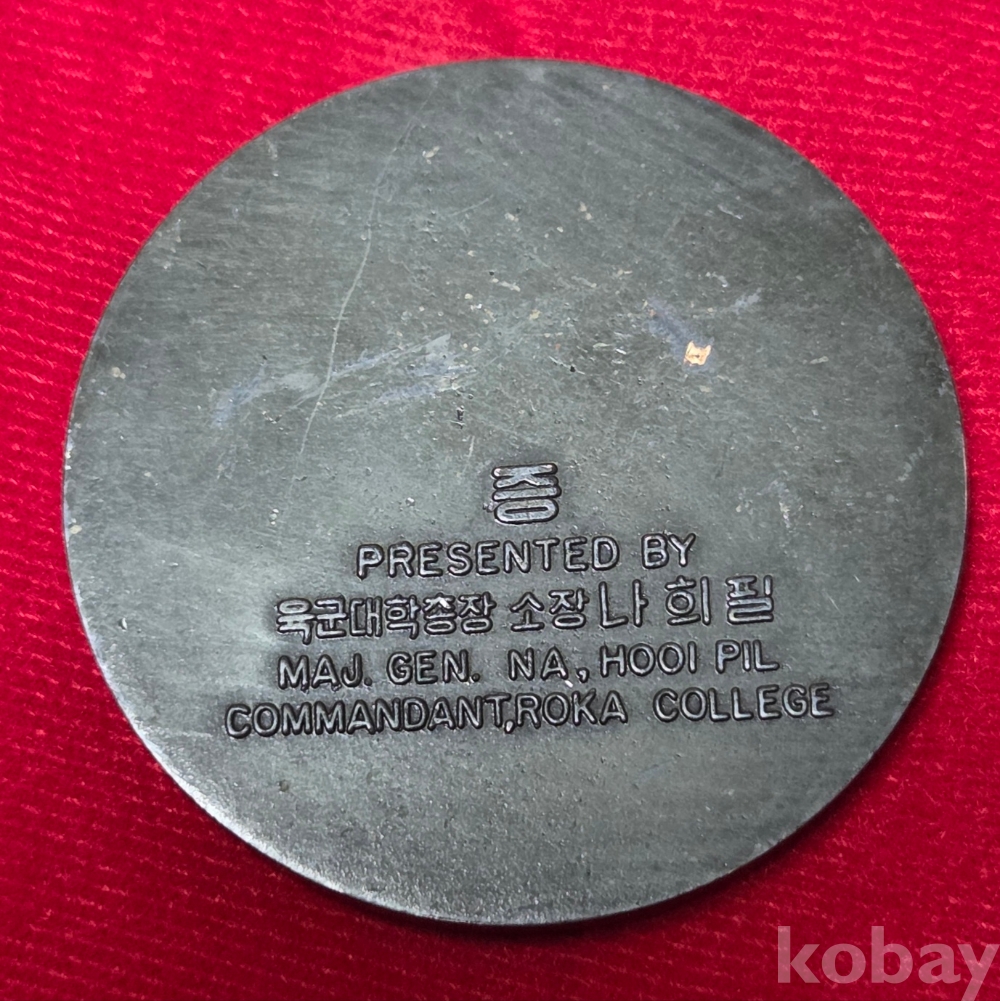 증
PRESENTED BY
육군대학총장 소장 나 희 필
MAJ. GEN. NA, HOOI PIL
COMMANDANT,ROKA COLLEGE
kobay